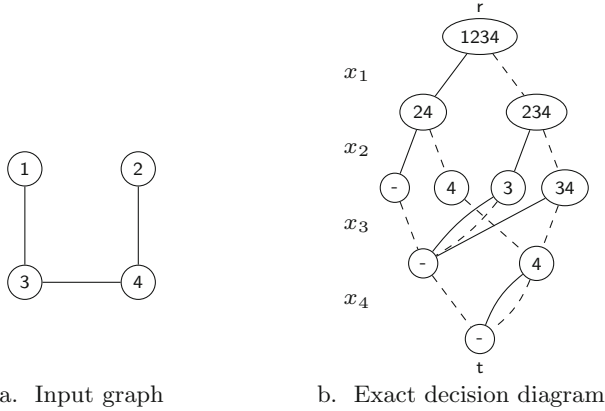 r
1234
x1
24
234
x2
1
2
-
4
3
34
x3
-
4
3
4
x4
-
t
a. Input graph
b. Exact decision diagram